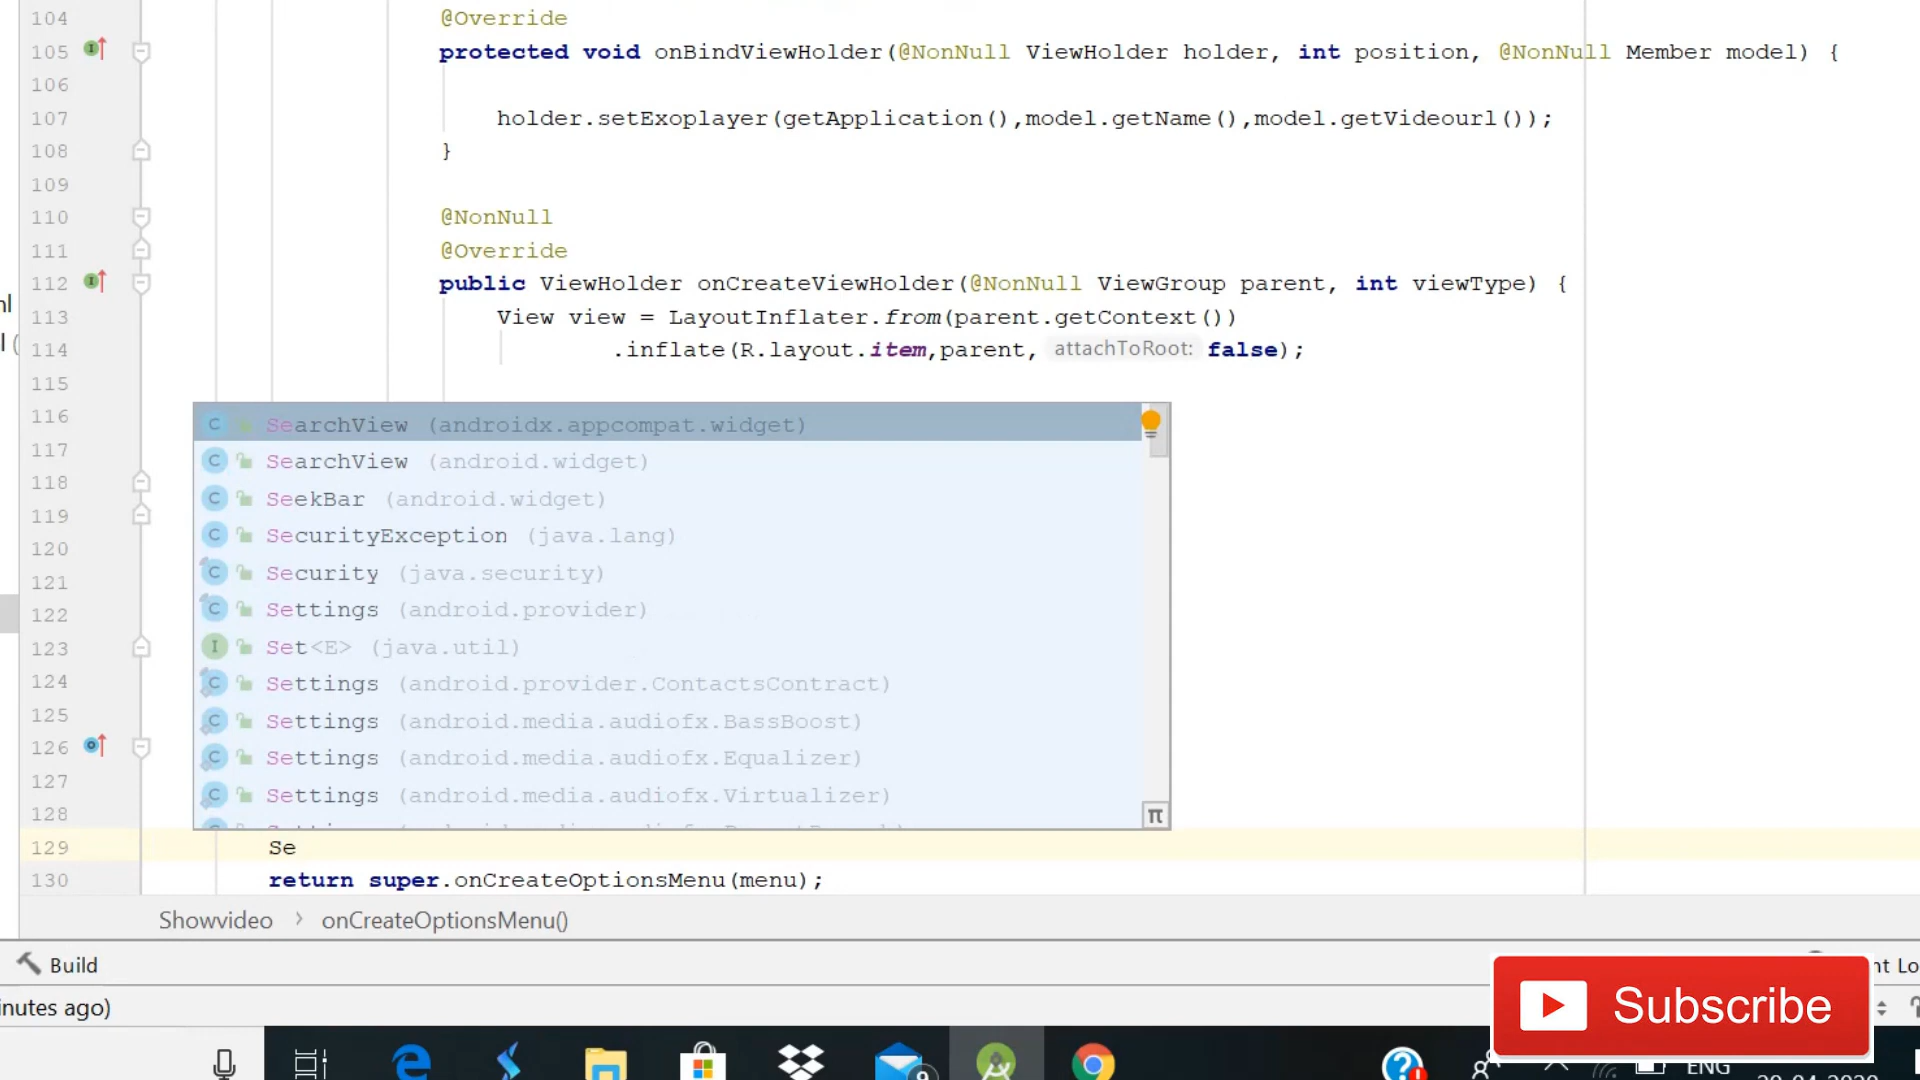 104 @Override
105 protected void onBindViewHolder(@NonNull ViewHolder holder, int position, @NonNull Member model) {
106
107 holder.setExoplayer(getApplication(),model.getName(),model.getVideourl());
108 }
109
110 @NonNull
111 @Override
112 public ViewHolder onCreateViewHolder(@NonNull ViewGroup parent, int viewType) {
113 View view = LayoutInflater.from(parent.getContext())
114 .inflate(R.layout.item,parent, attachToRoot: false);
115
116 SearchView (androidx.appcompat.widget)
117 SearchView (android.widget)
118 SeekBar (android.widget)
119 SecurityException (java.lang)
120
121 Security (java.security)
122 Settings (android.provider)
123 Set<E> (java.util)
124 Settings (android.provider.ContactsContract)
125 Settings (android.media.audiofx.BassBoost)
126 Settings (android.media.audiofx.Equalizer)
127 Settings (android.media.audiofx.Virtualizer)
128
129 Se
130 return super.onCreateOptionsMenu(menu);
Showvideo > onCreateOptionsMenu()
Build
inutes ago)
Subscribe
ENG